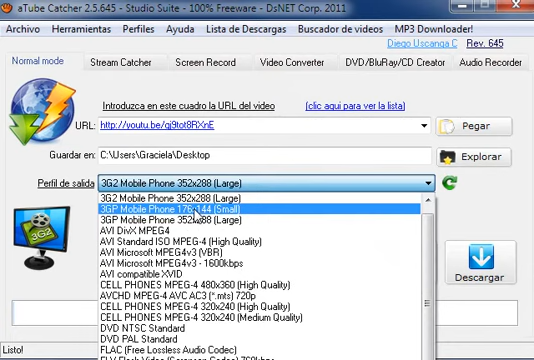 aTube Catcher 2.5.645 - Studio Suite - 100% Freeware - DsNET Corp. 2011
Archivo Herramientas Perfiles Ayuda Listas de Descargas Buscador de videos MP3 Downloader!
Diego Uscanga C Rev. 645
Normal mode Stream Catcher Screen Record Video Converter DVD/BluRay/CD Creator Audio Recorder
Introduzca en este cuadro la URL del video (clic aqui para ver la lista)
URL: http://youtu.be/gj9tot8RXnE Pegar
Guardar en: C:\Users\Graciela\Desktop Explorar
Perfil de salida 3G2 Mobile Phone 352x288 (Large)
3G2 Mobile Phone 352x288 (Large)
3GP Mobile Phone 176x144 (Small)
3GP Mobile Phone 352x288 (Large)
AVI DivX MPEG4
AVI Standard ISO MPEG-4 (High Quality)
AVI Microsoft MPEG4v3 (VBR)
AVI Microsoft MPEG4v3 - 1600kbps
AVI compatible XVID
CELL PHONES MPEG-4 480x360 (High Quality)
AVCHD MPEG-4 AVC AC3 (*.mts) 720p
CELL PHONES MPEG-4 320x240 (High Quality)
CELL PHONES MPEG-4 320x240 (Medium Quality)
DVD NTSC Standard
DVD PAL Standard
FLAC (Free Lossless Audio Codec)
3G2
Descargar
Listo!